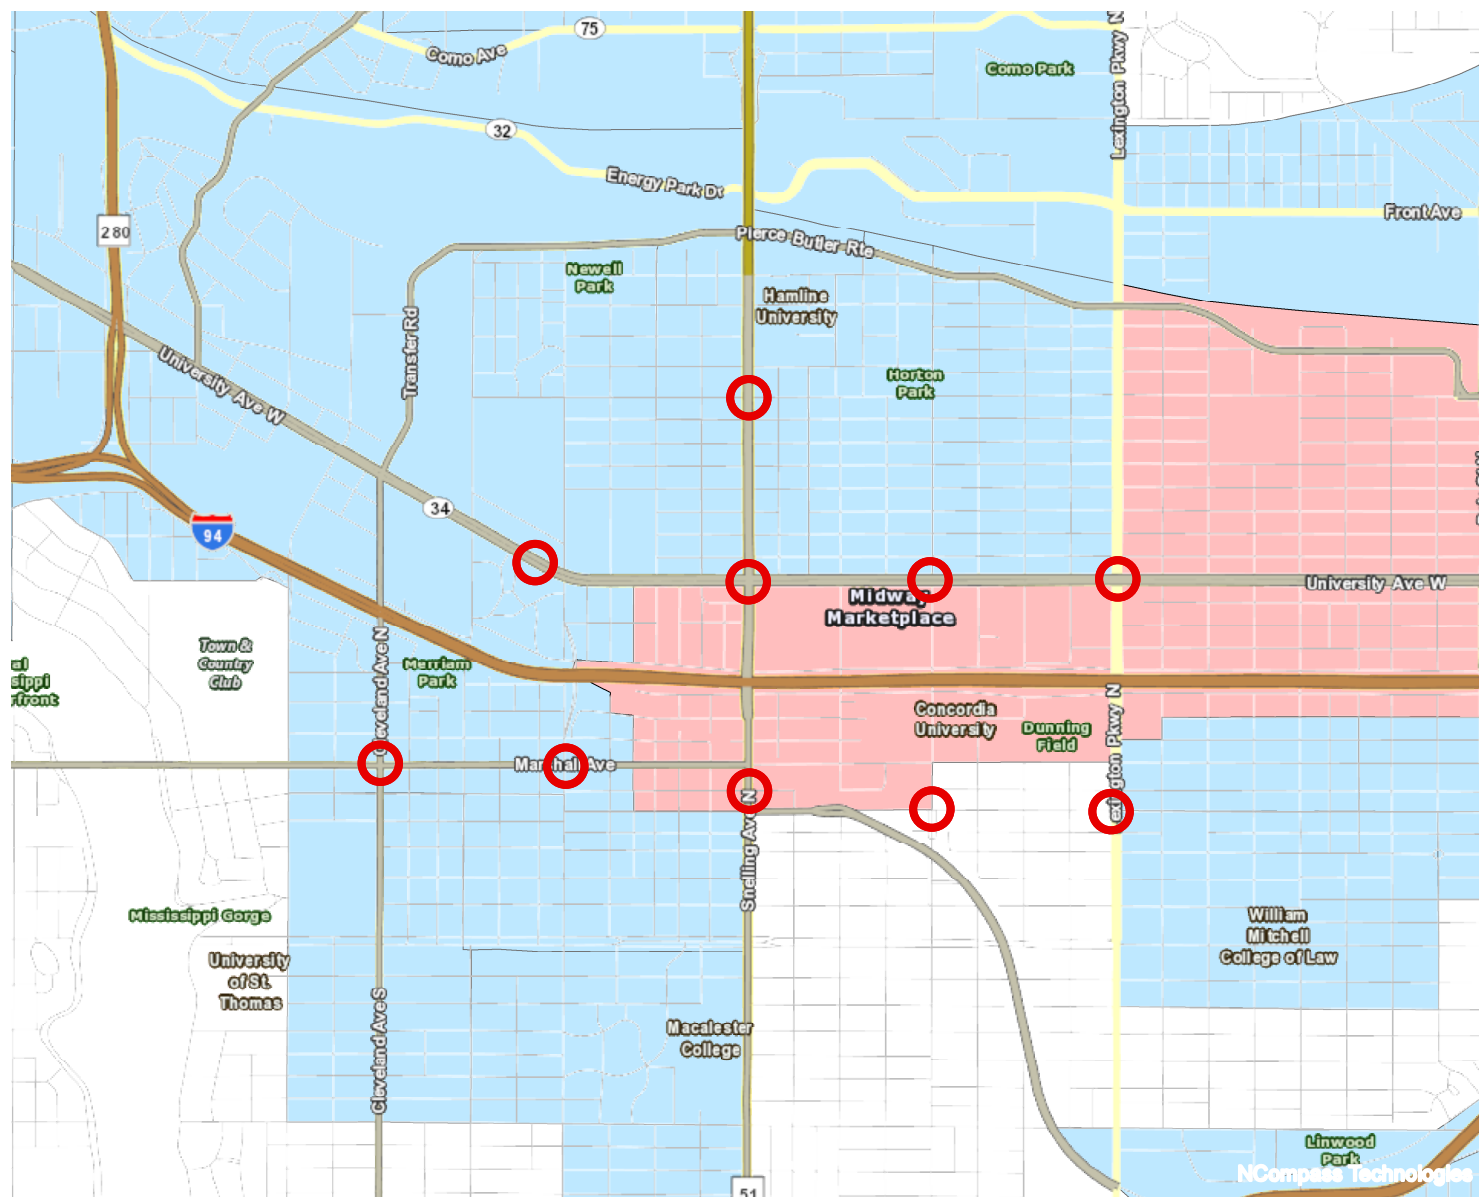 75
Como Ave
Como Park
Lexington Pkwy N
32
Energy Park Dr
Front Ave
280
Pierce Butler Rte
Newell
Park
Hamline
University
Transfer Rd
University Ave W
Horton
Park
34
94
University Ave W
Midway
Marketplace
Town &
Country
Club
Cleveland Ave N
Merriam
Park
Concordia
University
Dunning
Field
Lexington Pkwy N
Marshall Ave
Snelling Ave N
Mississippi Gorge
University
of St.
Thomas
William
Mitchell
College of Law
Cleveland Ave S
Macalester
College
Linwood
Park
NCompass Technologies
51